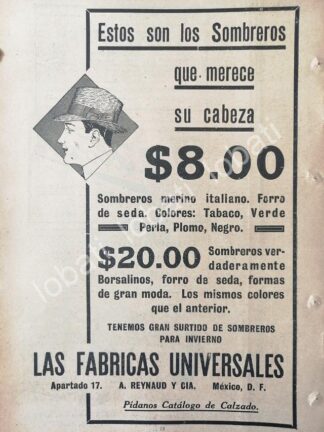 Estos son los Sombreros
que merece
su cabeza
$8.00
Sombreros merino italiano. Forro
de seda. Colores: Tabaco, Verde
Perla, Plomo, Negro.
$20.00 Sombreros ver-
daderamente
Borsalinos, forro de seda, formas
de gran moda. Los mismos colores
que el anterior.
TENEMOS GRAN SURTIDO DE SOMBREROS
PARA INVIERNO
LAS FABRICAS UNIVERSALES
Apartado 17. A. REYNAUD Y CIA. México, D. F.
Pídanos Catálogo de Calzado.